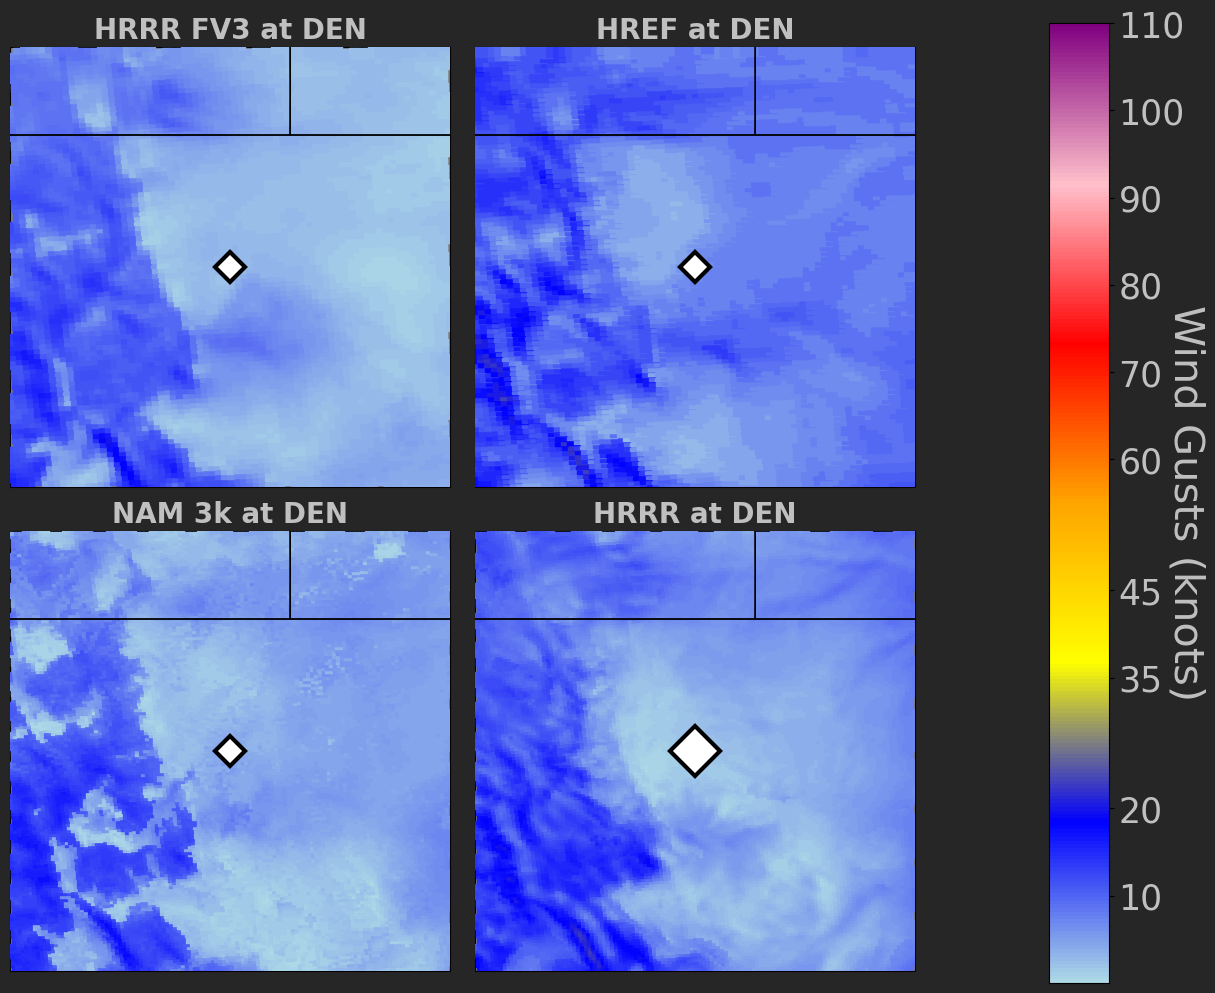 HRRR FV3 at DEN
HREF at DEN
NAM 3k at DEN
HRRR at DEN
110
100
90
80
70
60
45
35
20
10
Wind Gusts (knots)